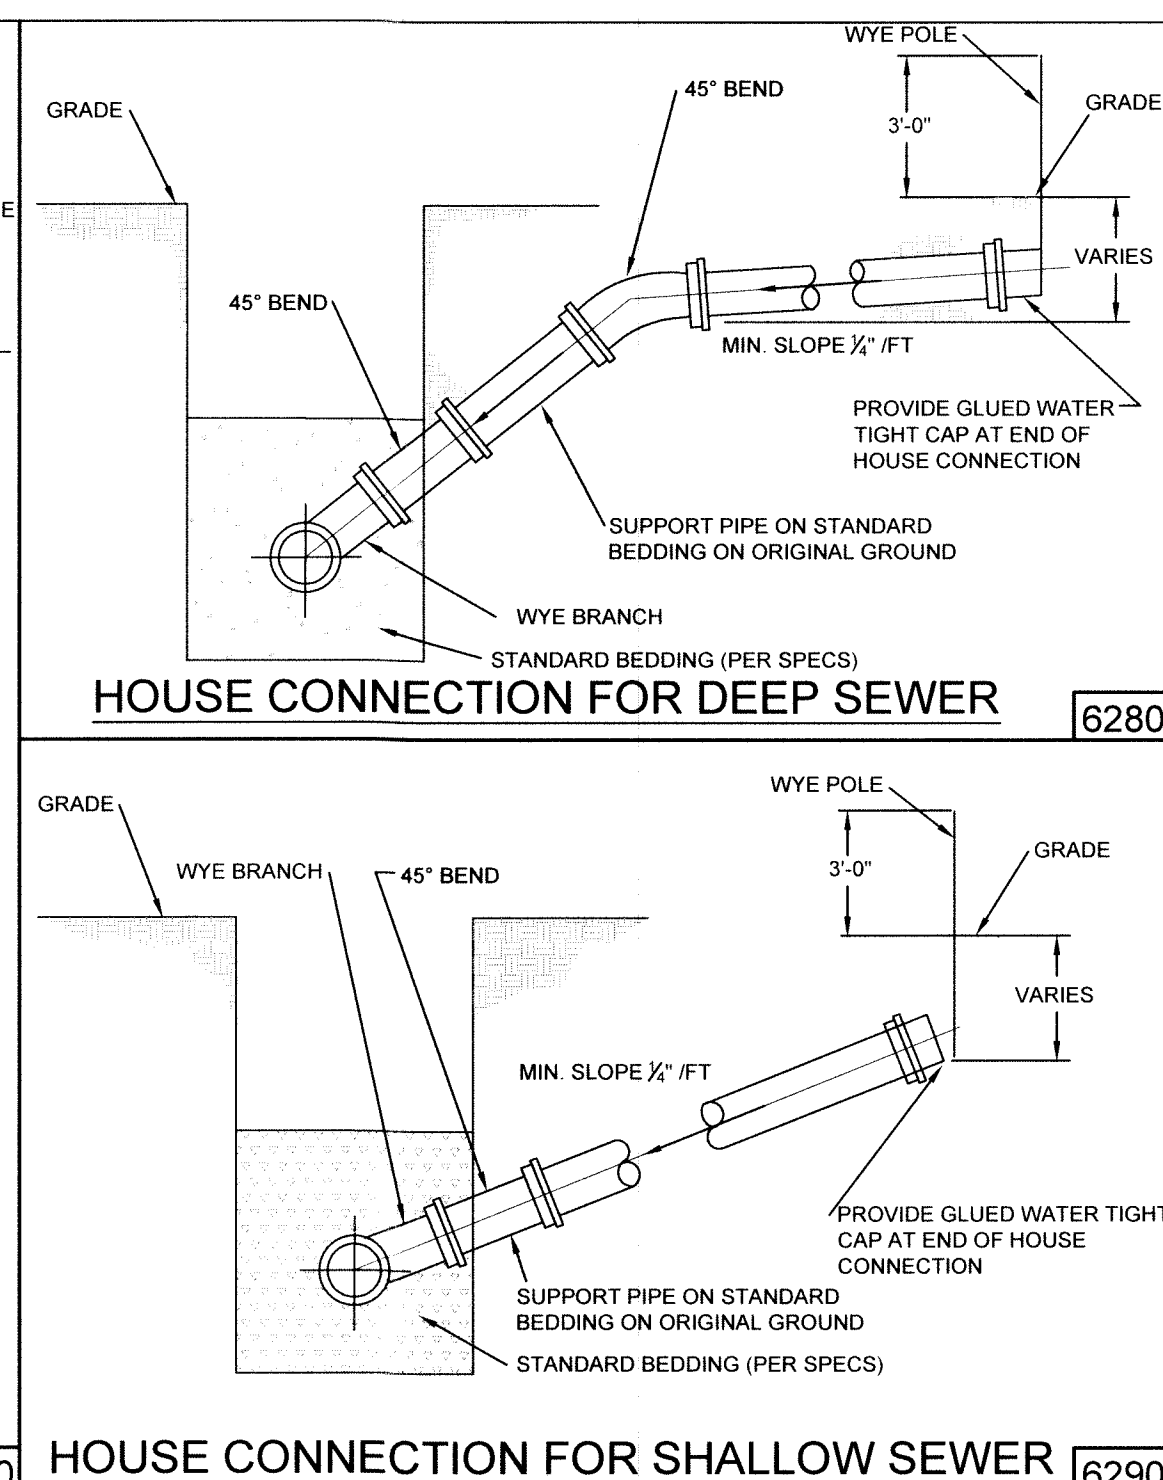 WYE POLE
45° BEND
GRADE
GRADE
3'-0"
E
VARIES
45° BEND
MIN. SLOPE ¼" /FT
PROVIDE GLUED WATER
TIGHT CAP AT END OF
HOUSE CONNECTION
SUPPORT PIPE ON STANDARD
BEDDING ON ORIGINAL GROUND
WYE BRANCH
STANDARD BEDDING (PER SPECS)
HOUSE CONNECTION FOR DEEP SEWER
6280
WYE POLE
GRADE
WYE BRANCH
45° BEND
3'-0"
GRADE
VARIES
MIN. SLOPE ¼" /FT
PROVIDE GLUED WATER TIGHT
CAP AT END OF HOUSE
CONNECTION
SUPPORT PIPE ON STANDARD
BEDDING ON ORIGINAL GROUND
STANDARD BEDDING (PER SPECS)
HOUSE CONNECTION FOR SHALLOW SEWER
6290